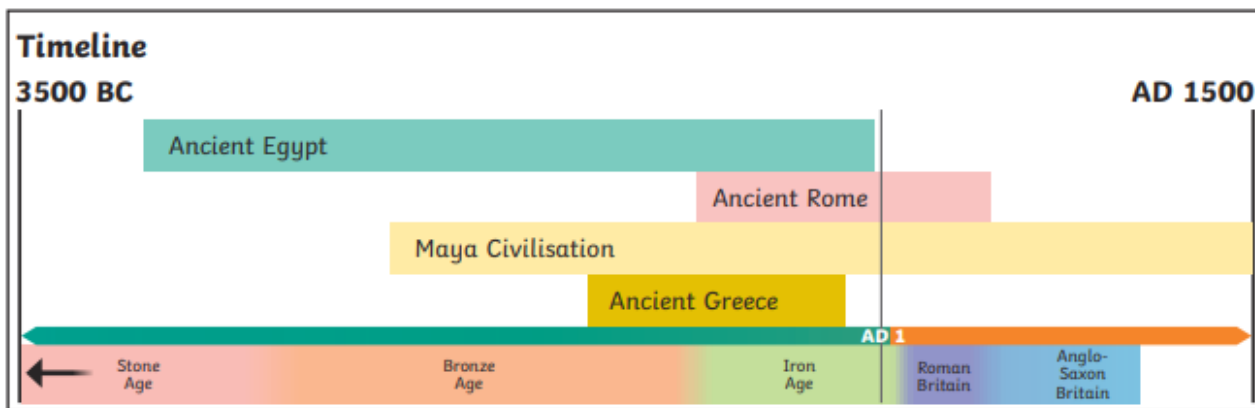 Timeline
3500 BC
AD 1500
Ancient Egypt
Ancient Rome
Maya Civilisation
Ancient Greece
AD 1
Stone
Age
Bronze
Age
Iron
Age
Roman
Britain
Anglo-
Saxon
Britain